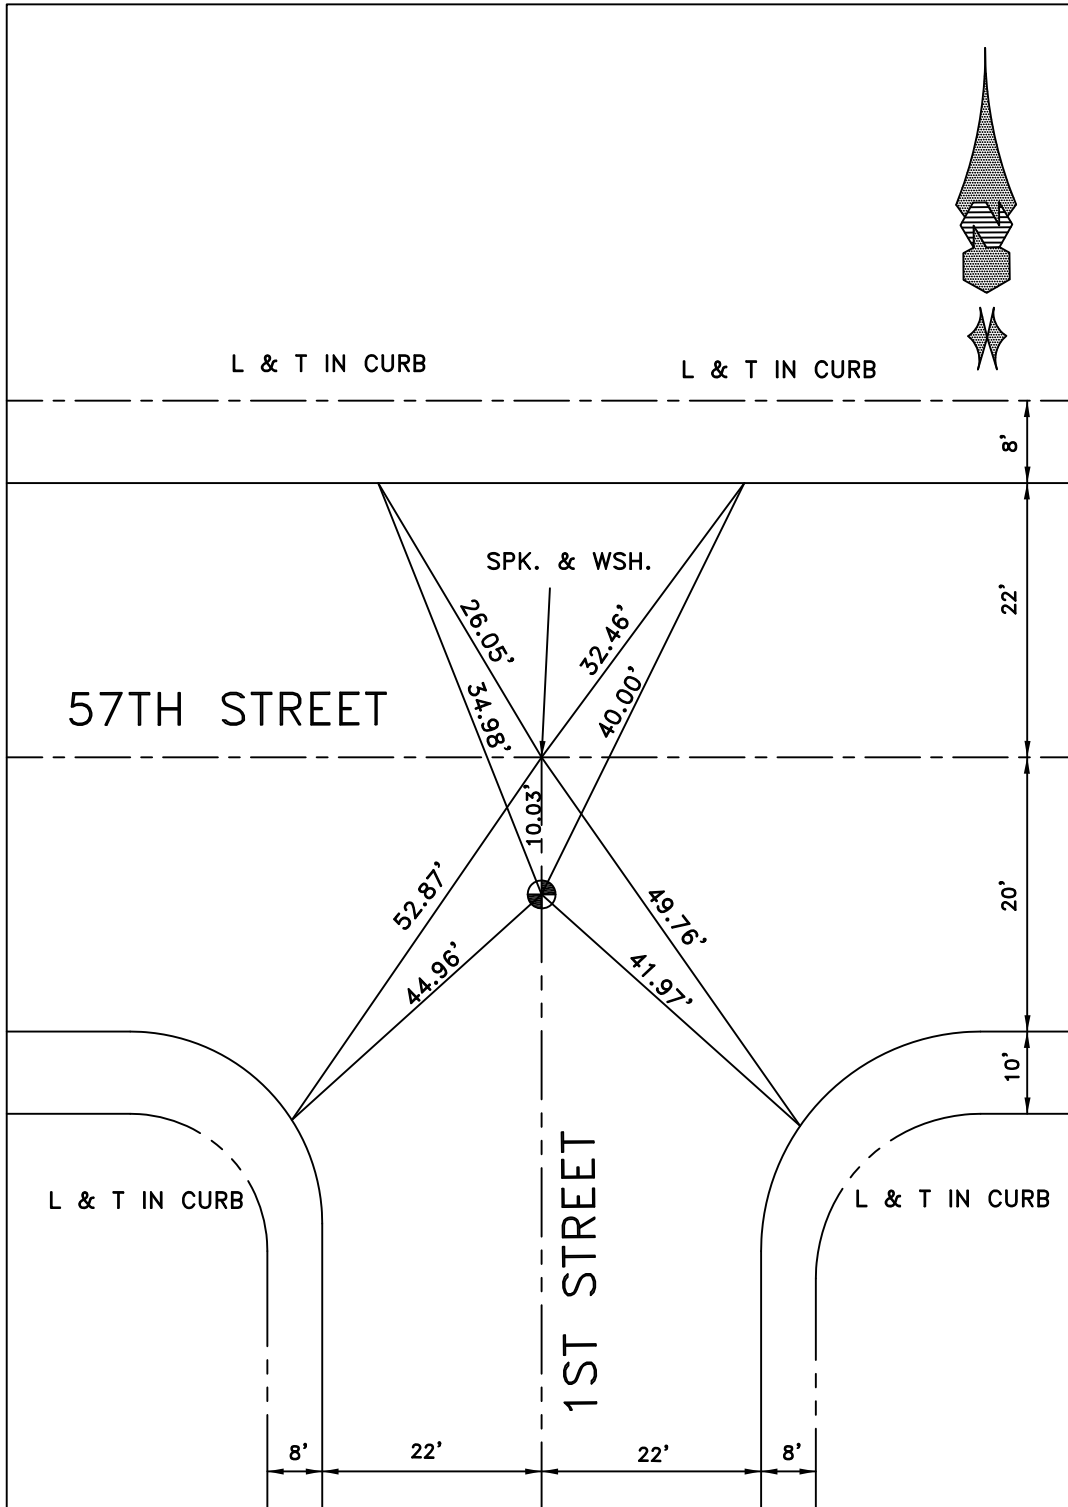 L & T IN CURB
L & T IN CURB
8'
SPK. & WSH.
22'
26.05'
32.46'
34.98'
40.00'
57TH STREET
10.03'
52.87'
49.76'
20'
44.96'
41.97'
10'
L & T IN CURB
L & T IN CURB
1ST STREET
8'
22'
22'
8'